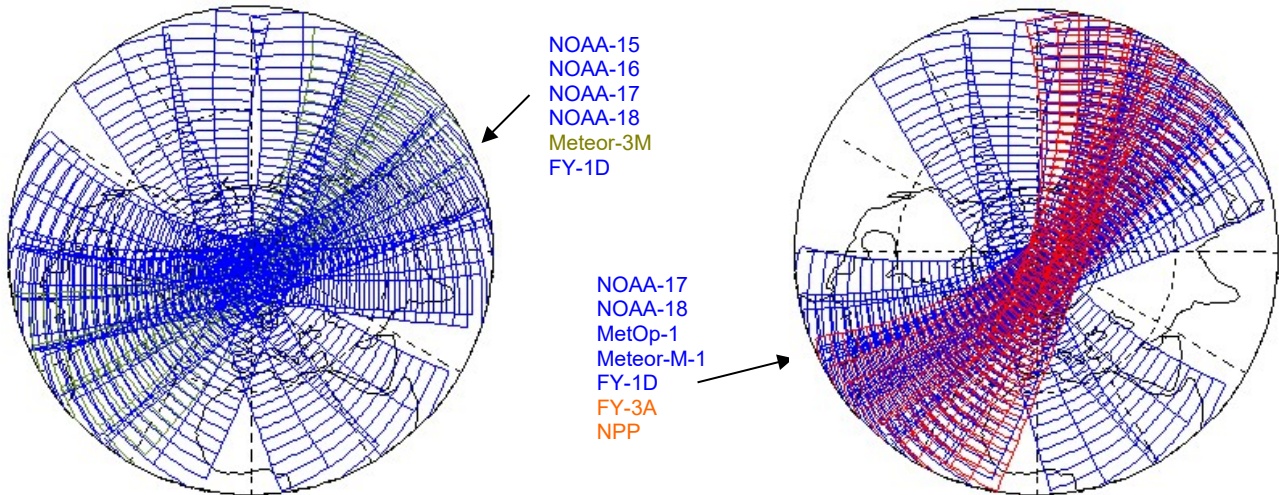 NOAA-15
NOAA-16
NOAA-17
NOAA-18
Meteor-3M
FY-1D
NOAA-17
NOAA-18
MetOp-1
Meteor-M-1
FY-1D
FY-3A
NPP